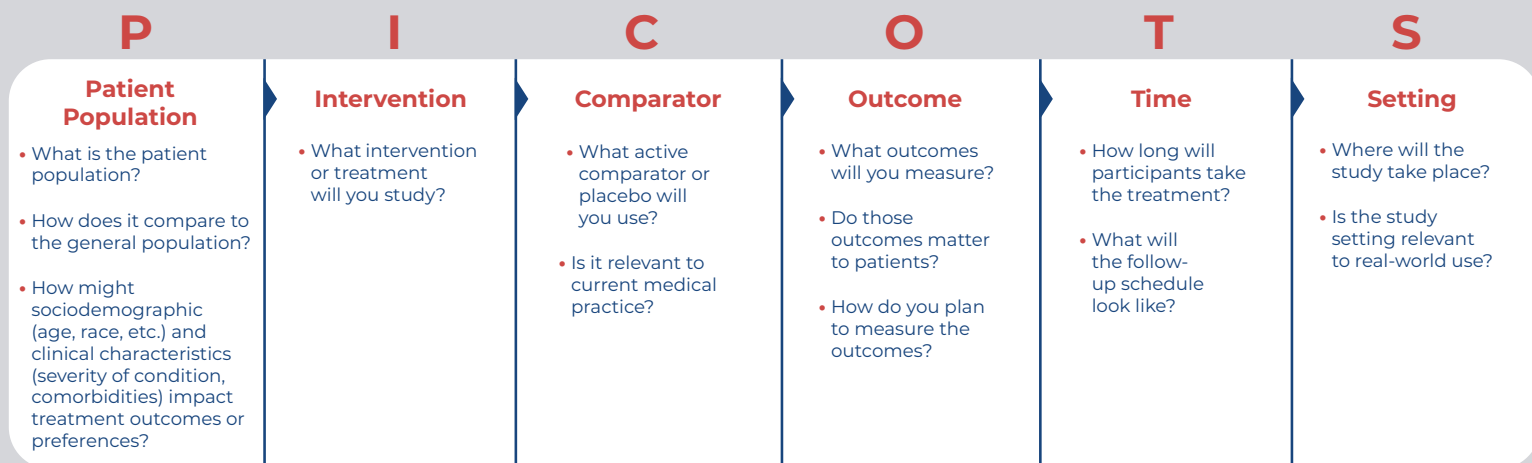 P
I
C
O
T
S
Patient
Population
• What is the patient
population?
• How does it compare to
the general population?
• How might
sociodemographic
(age, race, etc.) and
clinical characteristics
(severity of condition,
comorbidities) impact
treatment outcomes or
preferences?
Intervention
• What intervention
or treatment
will you study?
Comparator
• What active
comparator or
placebo will
you use?
• Is it relevant to
current medical
practice?
Outcome
• What outcomes
will you measure?
• Do those
outcomes matter
to patients?
• How do you plan
to measure the
outcomes?
Time
• How long will
participants take
the treatment?
• What will
the follow-
up schedule
look like?
Setting
• Where will the
study take place?
• Is the study
setting relevant
to real-world use?